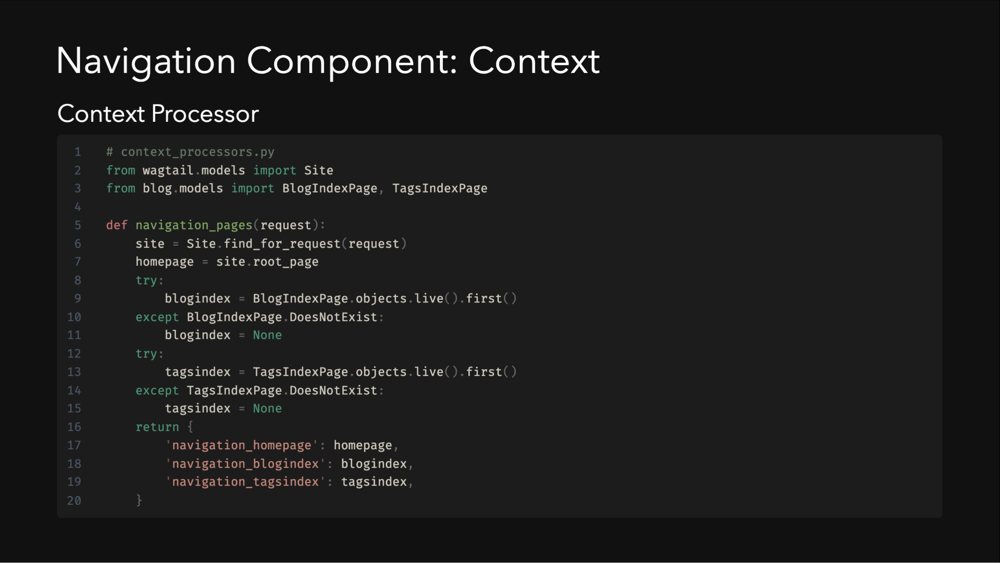 Navigation Component: Context
Context Processor
1 # context_processors.py
2 from wagtail.models import Site
3 from blog.models import BlogIndexPage, TagsIndexPage
4
5 def navigation_pages(request):
6     site = Site.find_for_request(request)
7     homepage = site.root_page
8     try:
9         blogindex = BlogIndexPage.objects.live().first()
10     except BlogIndexPage.DoesNotExist:
11         blogindex = None
12     try:
13         tagsindex = TagsIndexPage.objects.live().first()
14     except TagsIndexPage.DoesNotExist:
15         tagsindex = None
16     return {
17         'navigation_homepage': homepage,
18         'navigation_blogindex': blogindex,
19         'navigation_tagsindex': tagsindex,
20     }